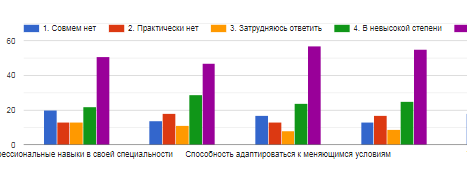 1. Совмем нет 2. Практически нет 3. Затрудняюсь ответить 4. В невысокой степени
60
40
20
0
ессиональные навыки в своей специальности Способность адаптироваться к меняющимся условиям